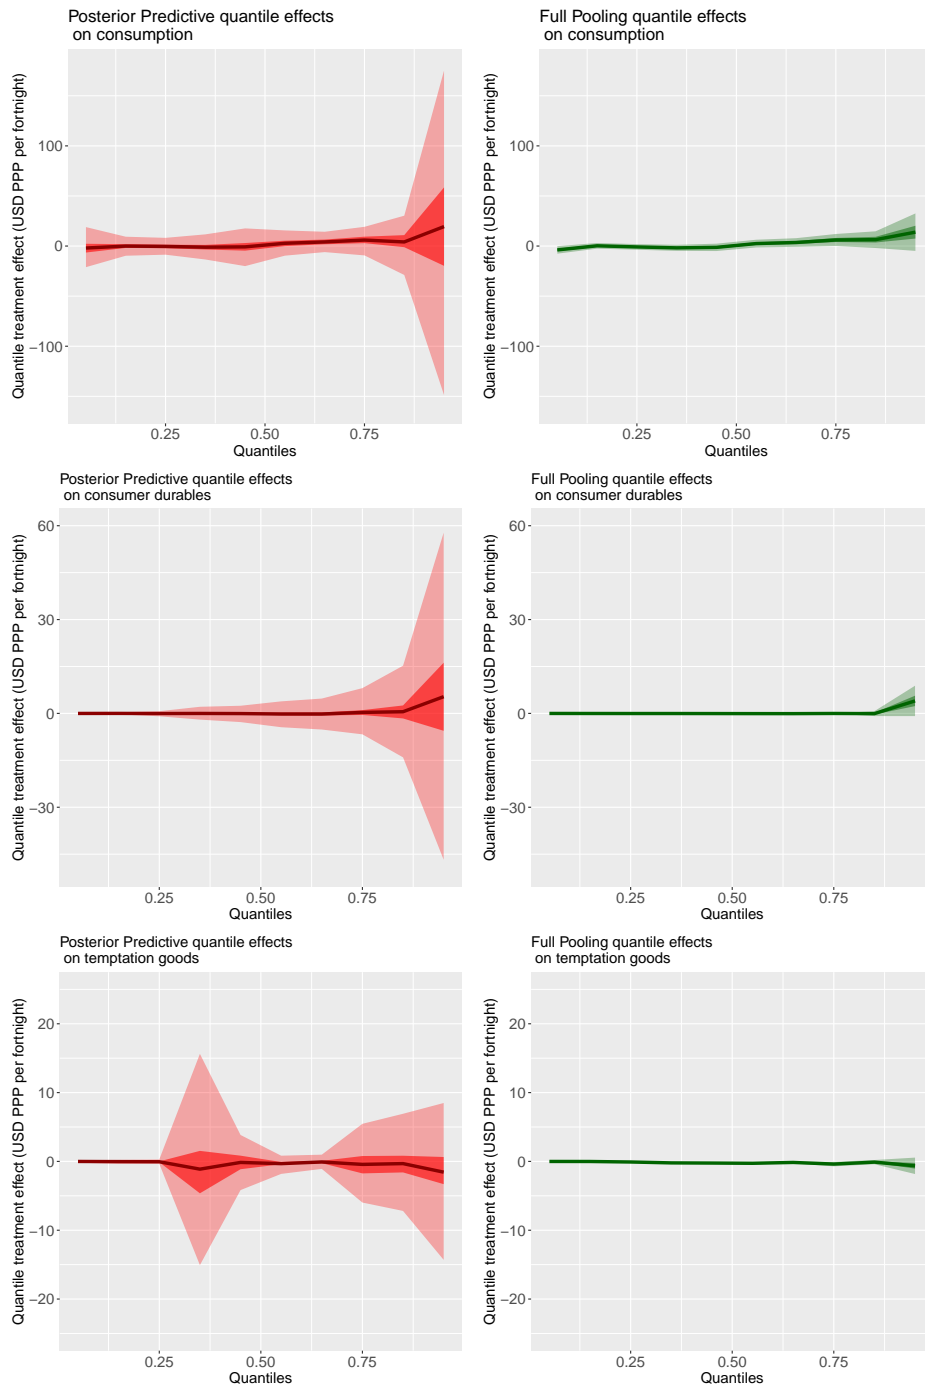 Posterior Predictive quantile effects
on consumption
Quantile treatment effect (USD PPP per fortnight)
100
0
−100
0.25 0.50 0.75
Quantiles
Full Pooling quantile effects
on consumption
Quantile treatment effect (USD PPP per fortnight)
100
0
−100
0.25 0.50 0.75
Quantiles
Posterior Predictive quantile effects
on consumer durables
Quantile treatment effect (USD PPP per fortnight)
60
30
0
−30
0.25 0.50 0.75
Quantiles
Full Pooling quantile effects
on consumer durables
Quantile treatment effect (USD PPP per fortnight)
60
30
0
−30
0.25 0.50 0.75
Quantiles
Posterior Predictive quantile effects
on temptation goods
Quantile treatment effect (USD PPP per fortnight)
20
10
0
−10
−20
0.25 0.50 0.75
Quantiles
Full Pooling quantile effects
on temptation goods
Quantile treatment effect (USD PPP per fortnight)
20
10
0
−10
−20
0.25 0.50 0.75
Quantiles